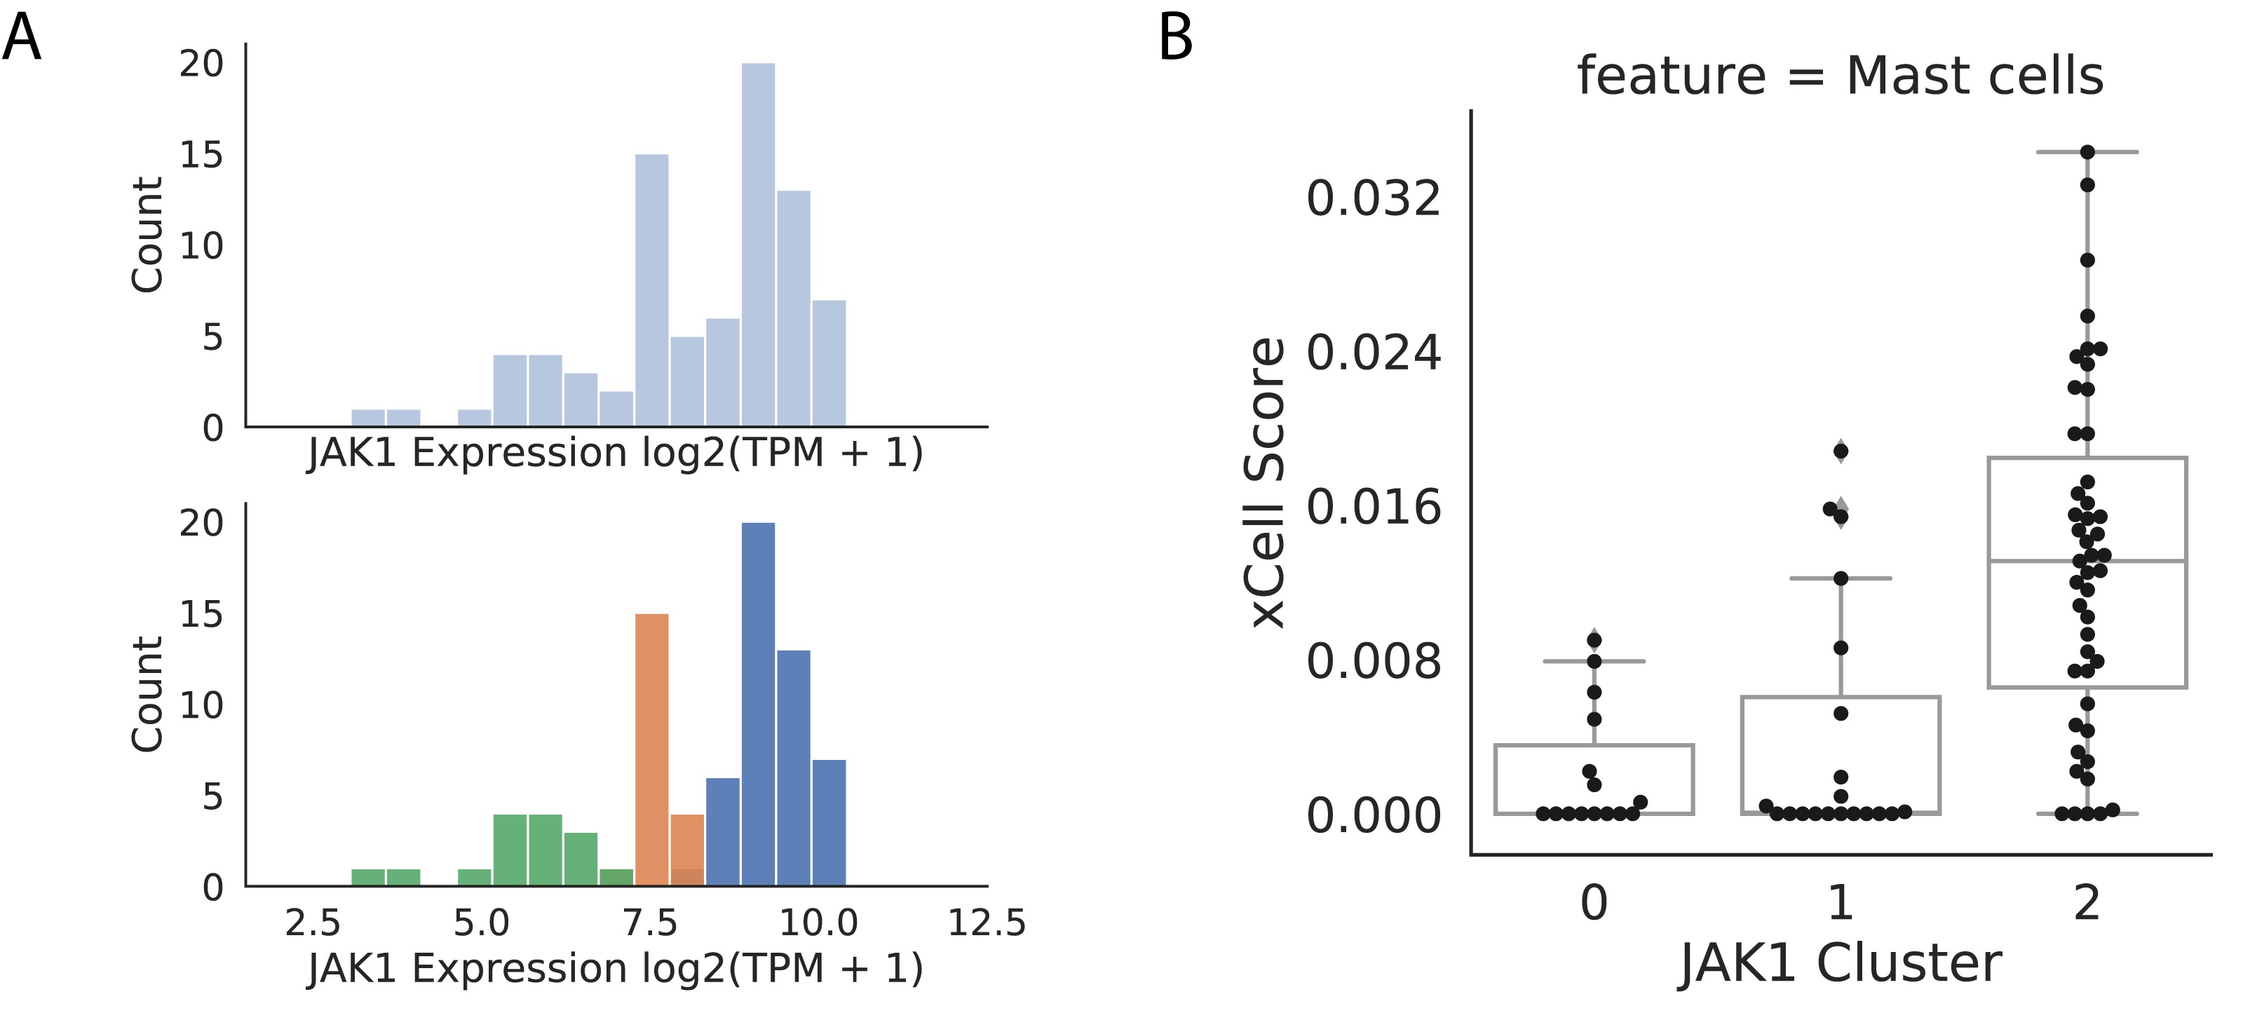 A
20
15
10
5
0
Count
JAK1 Expression log2(TPM + 1)
20
15
10
5
0
Count
2.5 5.0 7.5 10.0 12.5
JAK1 Expression log2(TPM + 1)
B
feature = Mast cells
0.032
0.024
0.016
0.008
0.000
xCell Score
0 1 2
JAK1 Cluster